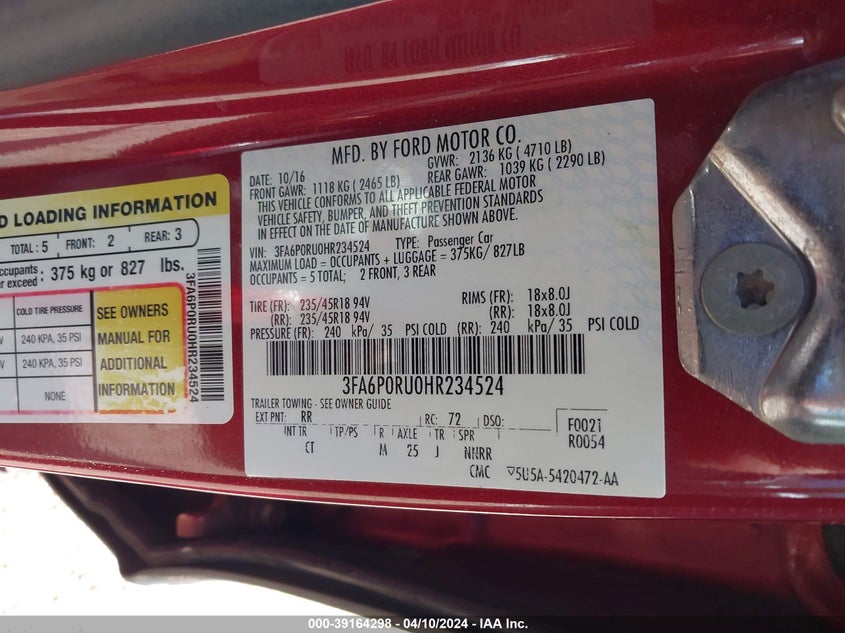 MFD. BY FORD MOTOR CO.
DATE: 10/16 GVWR: 2136 KG ( 4710 LB)
FRONT GAWR: 1118 KG ( 2465 LB) REAR GAWR: 1039 KG ( 2290 LB)
THIS VEHICLE CONFORMS TO ALL APPLICABLE FEDERAL MOTOR
VEHICLE SAFETY, BUMPER, AND THEFT PREVENTION STANDARDS
IN EFFECT ON THE DATE OF MANUFACTURE SHOWN ABOVE.
VIN: 3FA6P0RU0HR234524 TYPE: Passenger Car
MAXIMUM LOAD = OCCUPANTS + LUGGAGE = 375KG/ 827LB
OCCUPANTS = 5 TOTAL; 2 FRONT, 3 REAR
TIRE (FR): 235/45R18 94V RIMS (FR): 18x8.0J
(RR): 235/45R18 94V (RR): 18x8.0J
PRESSURE (FR): 240 kPa/ 35 PSI COLD (RR): 240 kPa/ 35 PSI COLD
3FA6P0RU0HR234524
TRAILER TOWING - SEE OWNER GUIDE
EXT PNT: RR RC: 72 DSO:
F0021
R0054
INT TR TP/PS R AXLE TR SPR
CT M 25 J NNRR
CMC 5U5A-5420472-AA
LOADING INFORMATION
TOTAL : 5 FRONT: 2 REAR: 3
exceed: 375 kg or 827 lbs.
COLD TIRE PRESSURE
240 KPA, 35 PSI
240 KPA, 35 PSI
NONE
SEE OWNERS
MANUAL FOR
ADDITIONAL
INFORMATION
3FA6P0RU0HR234524
000-39164298 - 04/10/2024 - IAA Inc.